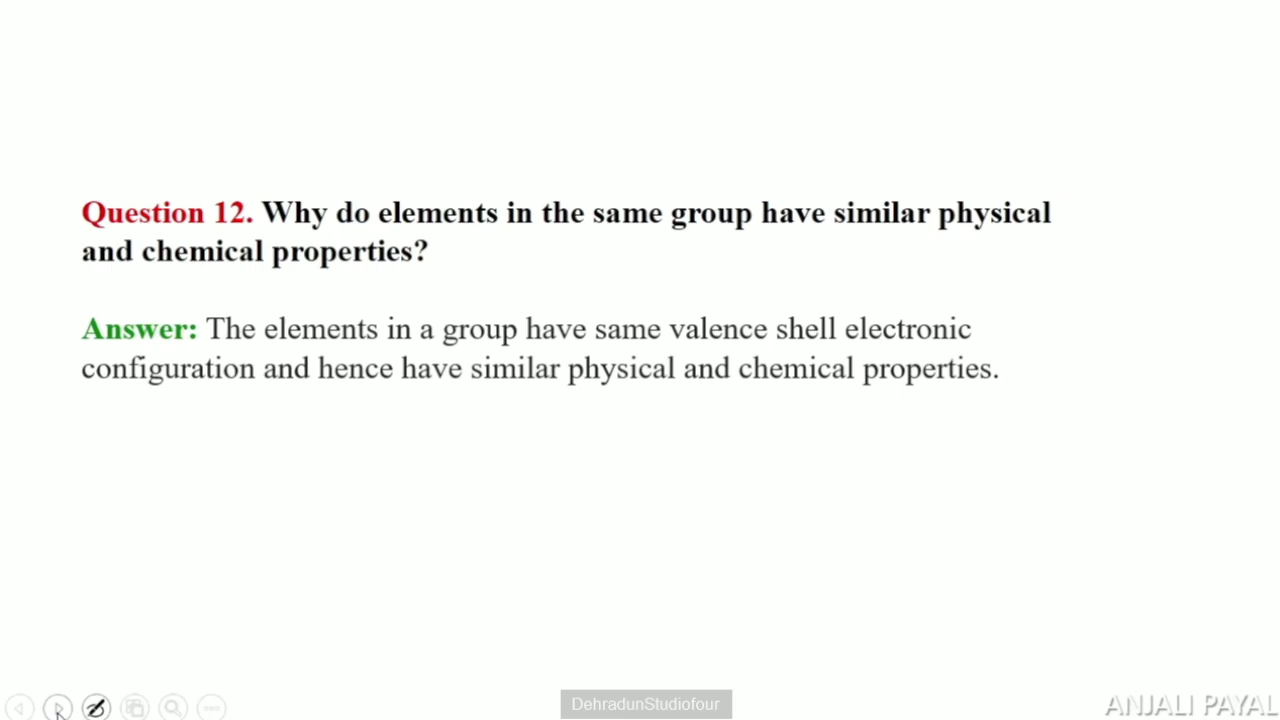 Question 12. Why do elements in the same group have similar physical
and chemical properties?
Answer: The elements in a group have same valence shell electronic
configuration and hence have similar physical and chemical properties.
DehradunStudiofour
ANJALI PAYAL